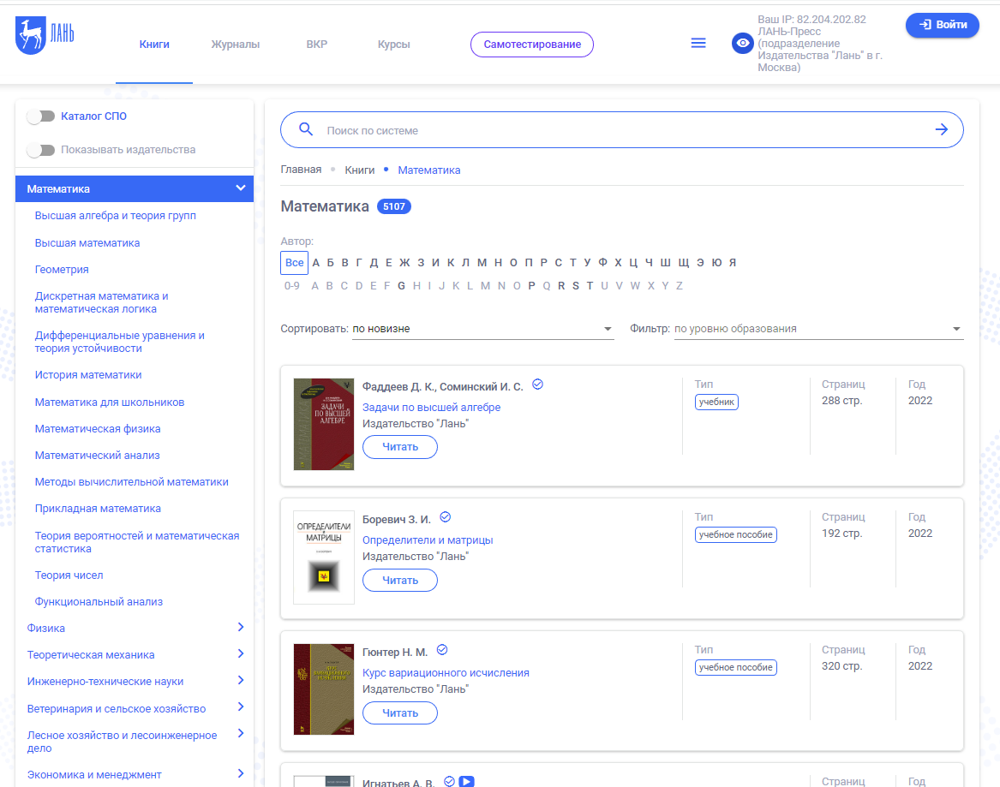 ЛАНЬ
Книги
Журналы
ВКР
Курсы
Самотестирование
Ваш IP: 82.204.202.82
ЛАНЬ-Пресс
(подразделение
Издательства "Лань" в г.
Москва)
Войти
Каталог СПО
Показывать издательства
Математика
Высшая алгебра и теория групп
Высшая математика
Геометрия
Дискретная математика и
математическая логика
Дифференциальные уравнения и
теория устойчивости
История математики
Математика для школьников
Математическая физика
Математический анализ
Методы вычислительной математики
Прикладная математика
Теория вероятностей и математическая
статистика
Теория чисел
Функциональный анализ
Физика
Теоретическая механика
Инженерно-технические науки
Ветеринария и сельское хозяйство
Лесное хозяйство и лесоинженерное
дело
Экономика и менеджмент
Поиск по системе
Главная • Книги • Математика
Математика 5107
Автор:
Все А Б В Г Д Е Ж З И К Л М Н О П Р С Т У Ф Х Ц Ч Ш Щ Э Ю Я
0-9 A B C D E F G H I J K L M N O P Q R S T U V W X Y Z
Сортировать: по новизне
Фильтр: по уровню образования
ЗАДАЧИ
ПО ВЫСШЕЙ
АЛГЕБРЕ
МАТЕМАТИКА
Фаддеев Д. К., Соминский И. С.
Задачи по высшей алгебре
Издательство "Лань"
Читать
Тип
учебник
Страниц
288 стр.
Год
2022
ОПРЕДЕЛИТЕЛИ
И
МАТРИЦЫ
Боревич З. И.
Определители и матрицы
Издательство "Лань"
Читать
Тип
учебное пособие
Страниц
192 стр.
Год
2022
КУРС
ВАРИАЦИОННОГО
ИСЧИСЛЕНИЯ
Гюнтер Н. М.
Курс вариационного исчисления
Издательство "Лань"
Читать
Тип
учебное пособие
Страниц
320 стр.
Год
2022
Игнатьев А. В.
Тип
Страниц
Год